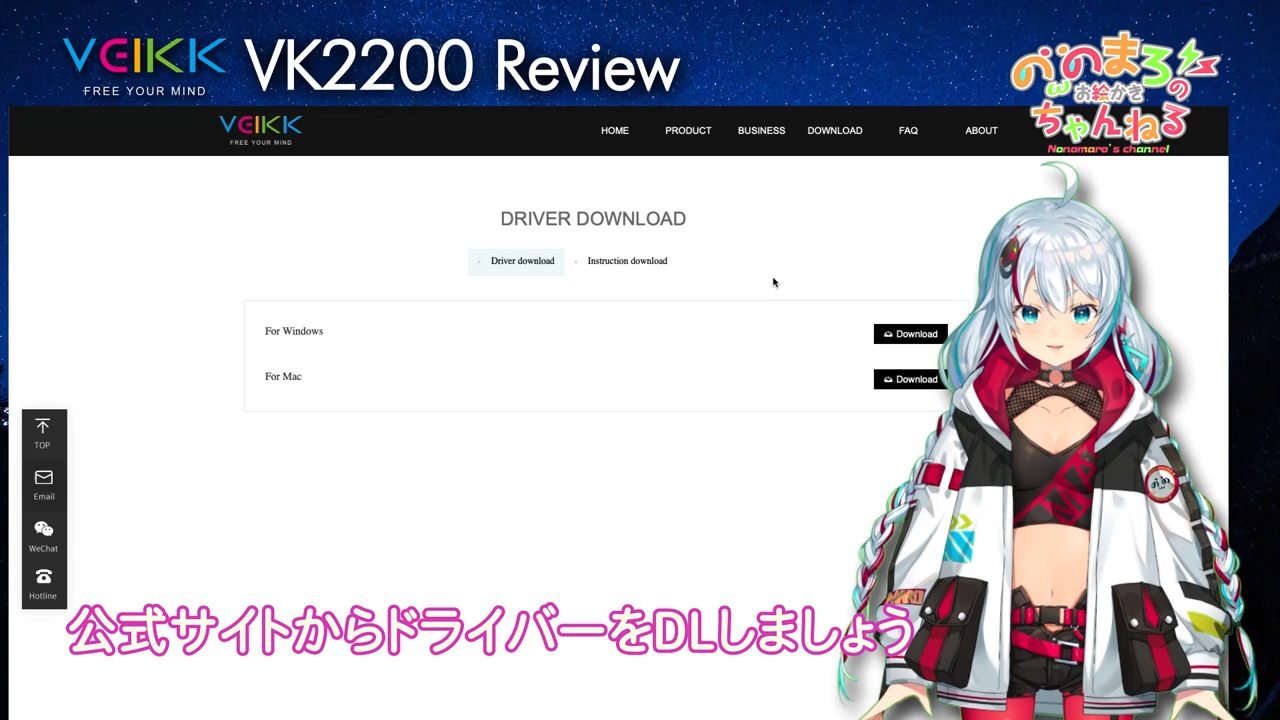 VEIKK
FREE YOUR MIND
VK2200 Review
のんのまろの
お絵かき
ちゃんねる
Nonomaro's channel
VEIKK
FREE YOUR MIND
HOME PRODUCT BUSINESS DOWNLOAD FAQ ABOUT
DRIVER DOWNLOAD
Driver download Instruction download
For Windows Download
For Mac Download
TOP
Email
WeChat
Hotline
公式サイトからドライバーをDLしましょう